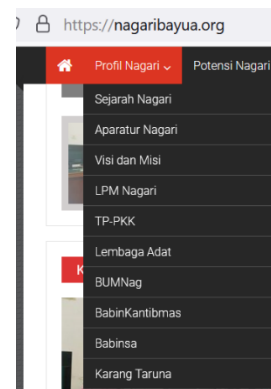 https://nagaribayua.org
Profil Nagari Potensi Nagari
Sejarah Nagari
Aparatur Nagari
Visi dan Misi
LPM Nagari
TP-PKK
Lembaga Adat
K
BUMNag
BabinKantibmas
Babinsa
Karang Taruna